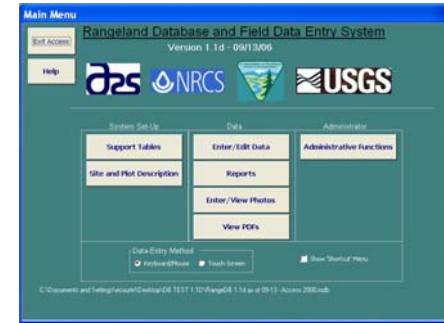 Main Menu
Exit Access
Rangeland Database and Field Data Entry System
Version 1.1d - 09/13/06
Help
ars NRCS USGS
System Set-Up Data Administrator
Support Tables Enter/Edit Data Administrative Functions
Site and Plot Description Reports
Enter/View Photos
View PDFs
Data Entry Method
Keyboard/Mouse Touch-Screen Show 'Shortcut' Menu